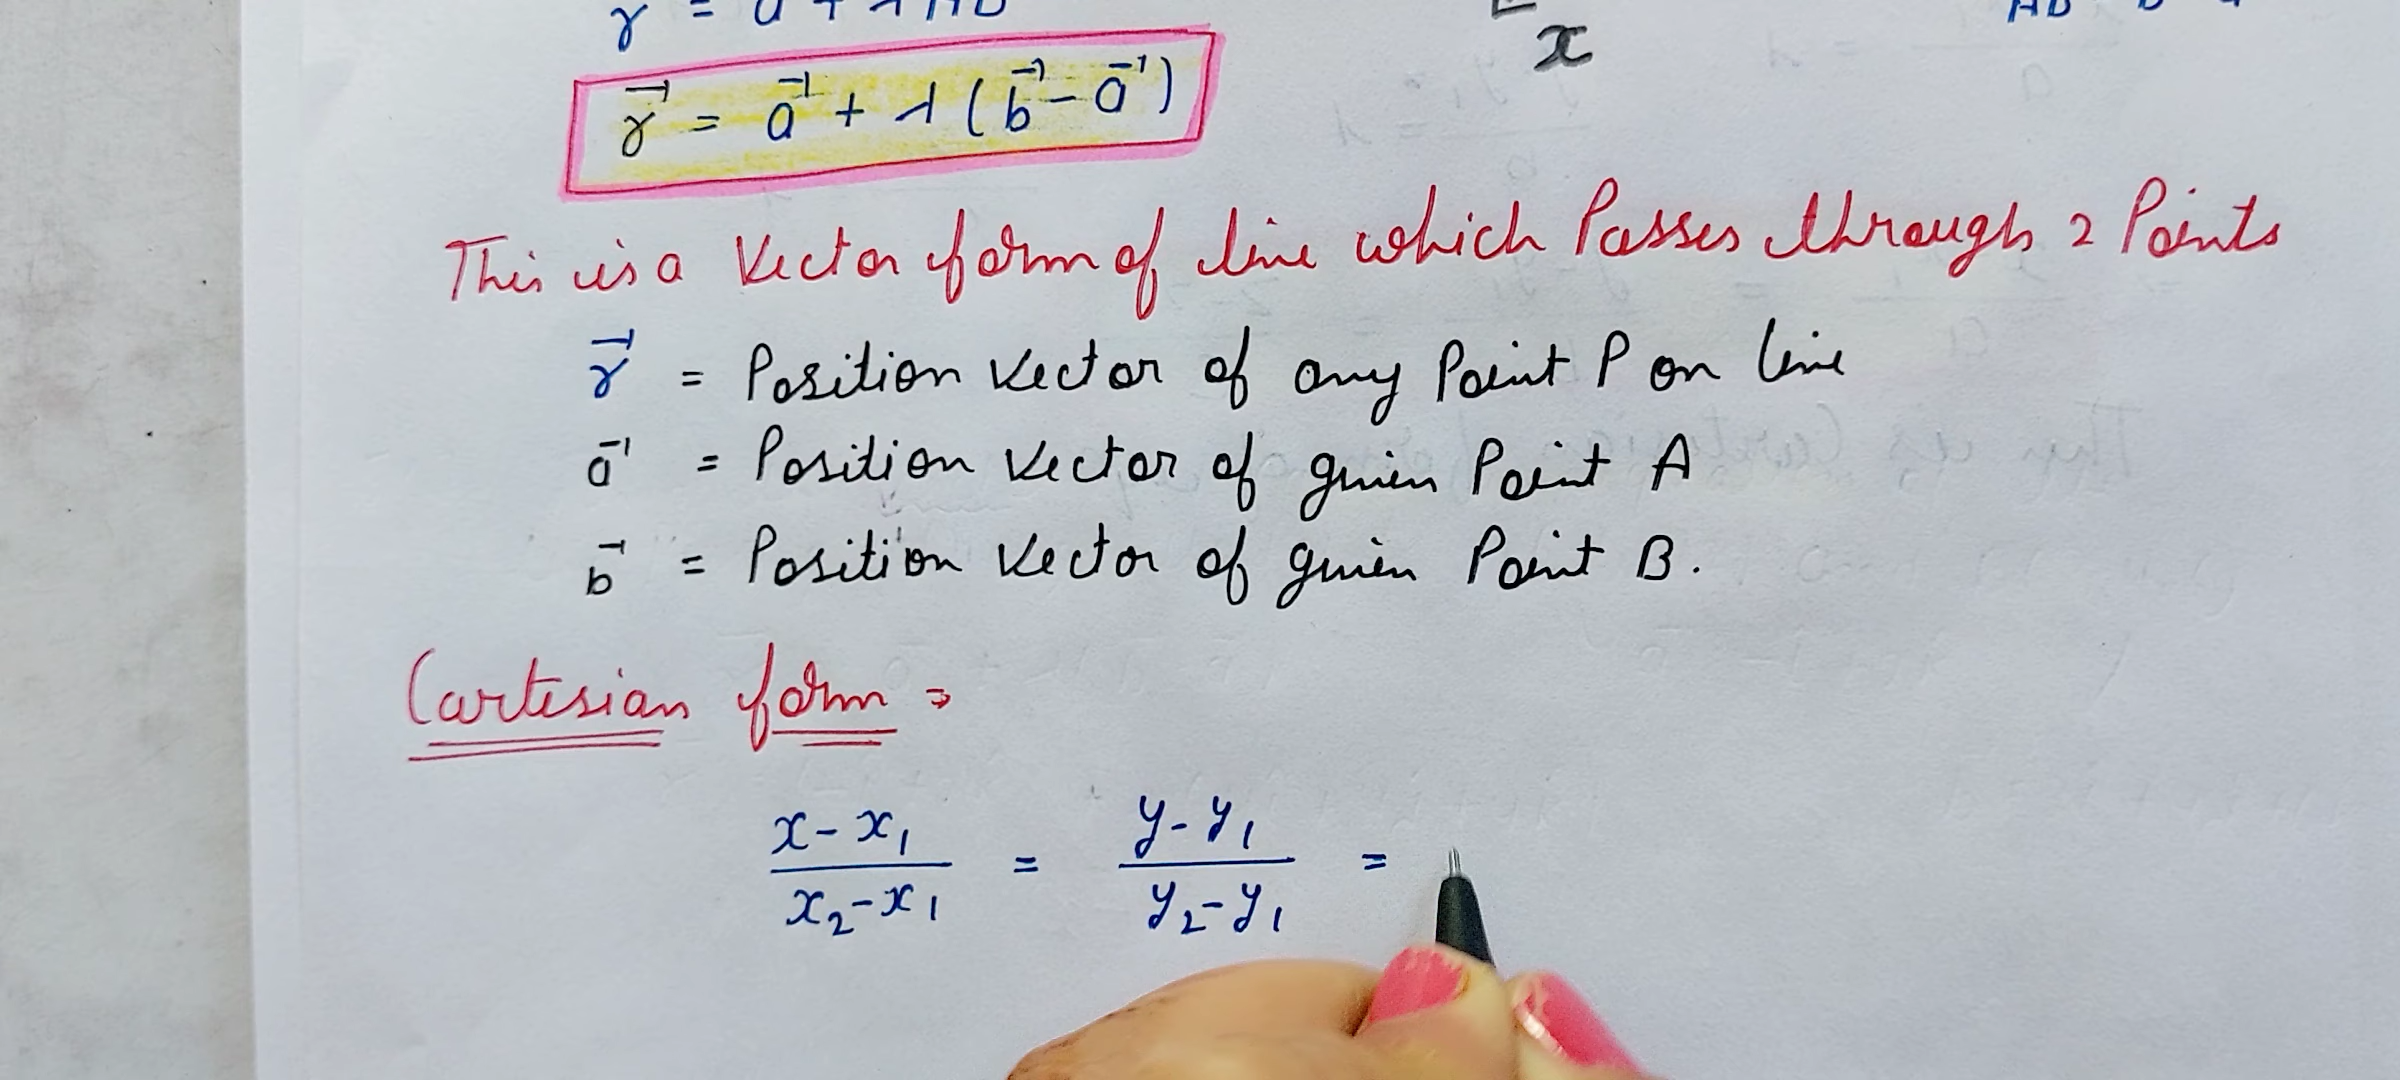 r⃗ = a⃗ + λ(b⃗ - a⃗)
x
This is a Vector form of line which Passes through 2 Points
r⃗ = Position Vector of any Point P on line
a⃗ = Position Vector of given Point A
b⃗ = Position Vector of given Point B.
Cartesian form ⇒
x - x₁ / x₂ - x₁ = y - y₁ / y₂ - y₁ =